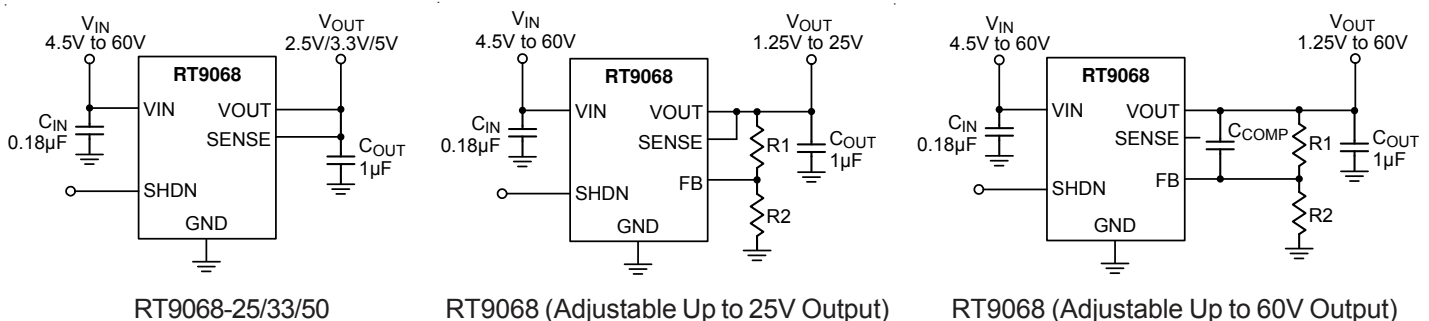 VIN
4.5V to 60V
VOUT
2.5V/3.3V/5V
RT9068
VIN
VOUT
SENSE
CIN
0.18µF
COUT
1µF
SHDN
GND
RT9068-25/33/50
VIN
4.5V to 60V
VOUT
1.25V to 25V
RT9068
VIN
VOUT
SENSE
CIN
0.18µF
R1
COUT
1µF
FB
SHDN
R2
GND
RT9068 (Adjustable Up to 25V Output)
VIN
4.5V to 60V
VOUT
1.25V to 60V
RT9068
VIN
VOUT
SENSE
CIN
0.18µF
CCOMP
R1
COUT
1µF
FB
SHDN
R2
GND
RT9068 (Adjustable Up to 60V Output)